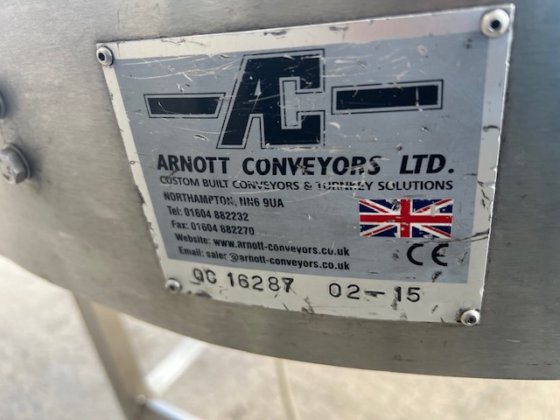 AC
ARNOTT CONVEYORS LTD.
CUSTOM BUILT CONVEYORS & TURNKEY SOLUTIONS
NORTHAMPTON, NN6 9UA
Tel: 01604 882232
Fax: 01604 882270
Website: www.arnott-conveyors.co.uk
Email: sales@arnott-conveyors.co.uk
CE
QC 16287 02-15